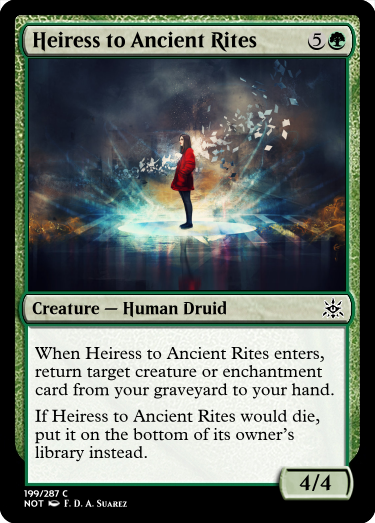 Heiress to Ancient Rites 5
Creature — Human Druid
When Heiress to Ancient Rites enters,
return target creature or enchantment
card from your graveyard to your hand.
If Heiress to Ancient Rites would die,
put it on the bottom of its owner's
library instead.
4/4
199/287 C
NOT F. D. A. Suarez